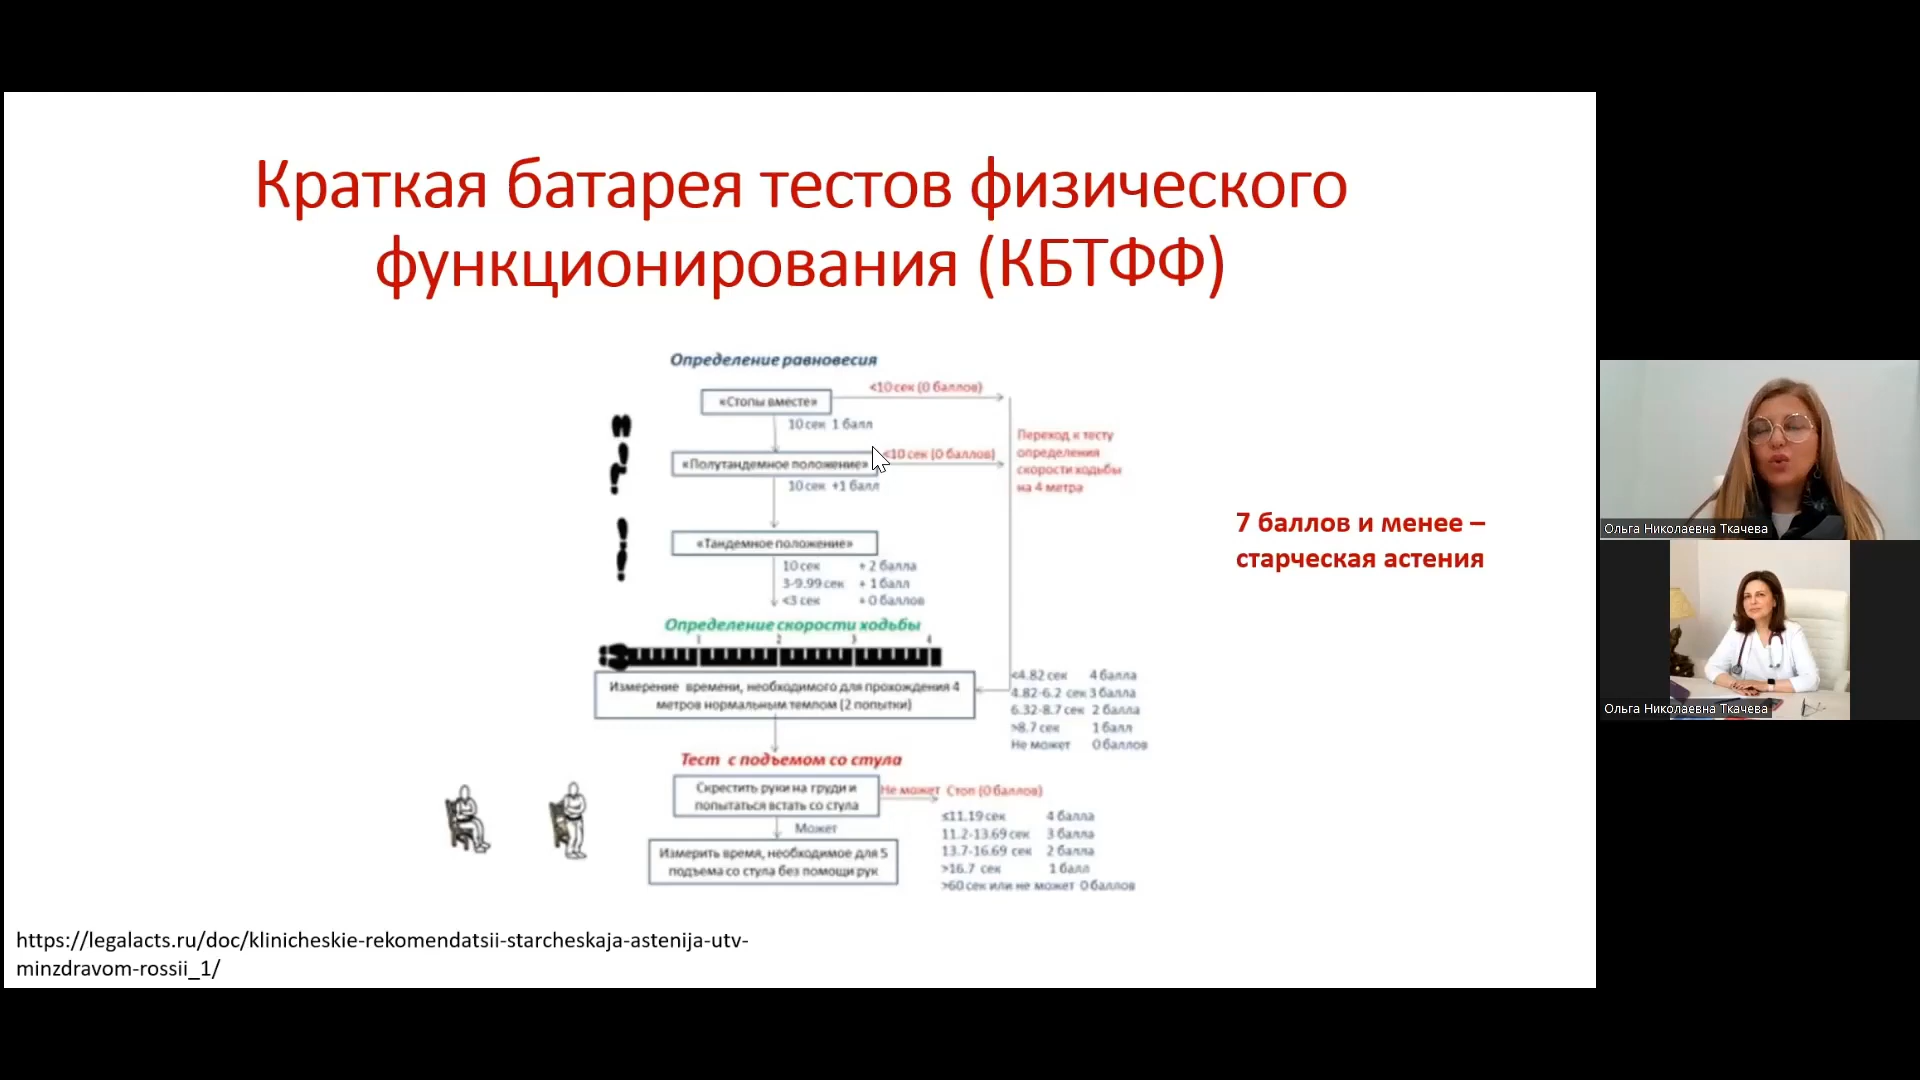 Краткая батарея тестов физического
функционирования (КБТФФ)
Определение равновесия
«Стопы вместе»
<10 сек (0 баллов)
10 сек 1 балл
Переход к тесту
определения
скорости ходьбы
на 4 метра
«Полутандемное положение»
<10 сек (0 баллов)
10 сек +1 балл
«Тандемное положение»
10 сек + 2 балла
3-9.99 сек + 1 балл
<3 сек + 0 баллов
7 баллов и менее –
старческая астения
Определение скорости ходьбы
1 2 3 4
Измерение времени, необходимого для прохождения 4
метров нормальным темпом (2 попытки)
<4.82 сек 4 балла
4.82-6.2 сек 3 балла
6.32-8.7 сек 2 балла
>8.7 сек 1 балл
Не может 0 баллов
Тест с подъемом со стула
Скрестить руки на груди и
попытаться встать со стула
Не может Стоп (0 баллов)
Может
Измерить время, необходимое для 5
подъема со стула без помощи рук
≤11.19 сек 4 балла
11.2-13.69 сек 3 балла
13.7-16.69 сек 2 балла
>16.7 сек 1 балл
>60 сек или не может 0 баллов
https://legalacts.ru/doc/klinicheskie-rekomendatsii-starcheskaja-astenija-utv-
minzdravom-rossii_1/
Ольга Николаевна Ткачева
Ольга Николаевна Ткачева